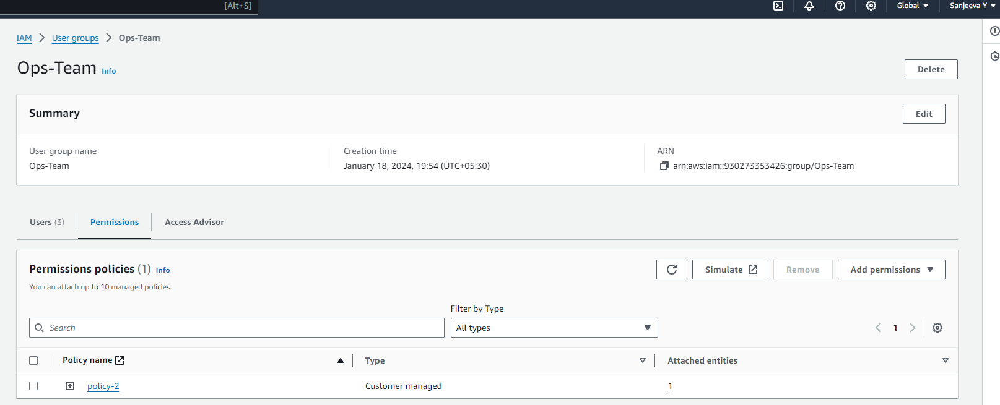 [Alt+S] Global Sanjeeva Y
IAM User groups Ops-Team
Ops-Team Info
Delete
Summary
Edit
User group name Creation time ARN
Ops-Team January 18, 2024, 19:54 (UTC+05:30) arn:aws:iam::930273353426:group/Ops-Team
Users (3) Permissions Access Advisor
Permissions policies (1) Info
Simulate Remove Add permissions
You can attach up to 10 managed policies.
Filter by Type
Search All types 1
Policy name Type Attached entities
policy-2 Customer managed 1